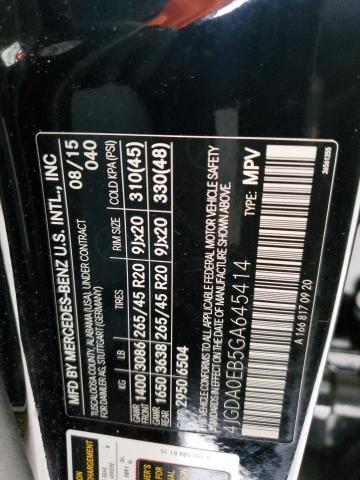 MFD BY MERCEDES-BENZ U.S. INTL., INC
TUSCALOOSA COUNTY, ALABAMA (USA), UNDER CONTRACT 08/15
FOR DAIMLER AG, STUTTGART (GERMANY) 040
KG LB TIRES RIM SIZE COLD KPA (PSI)
GAWR FRONT 1400 3086 265/45 R20 9Jx20 310(45)
GAWR REAR 1650 3638 265/45 R20 9Jx20 330(48)
GVWR 2950 6504
THIS VEHICLE CONFORMS TO ALL APPLICABLE FEDERAL MOTOR VEHICLE SAFETY
STANDARDS IN EFFECT ON THE DATE OF MANUFACTURE SHOWN ABOVE.
4JGDA0EB5GA645414 TYPE: MPV
A 166 817 09 20